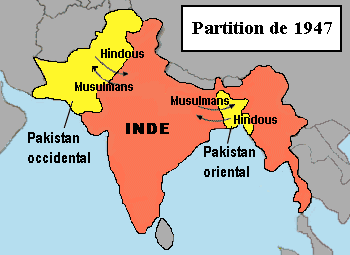 Partition de 1947
Hindous
Musulmans
Musulmans
Hindous
INDE
Pakistan
occidental
Pakistan
oriental